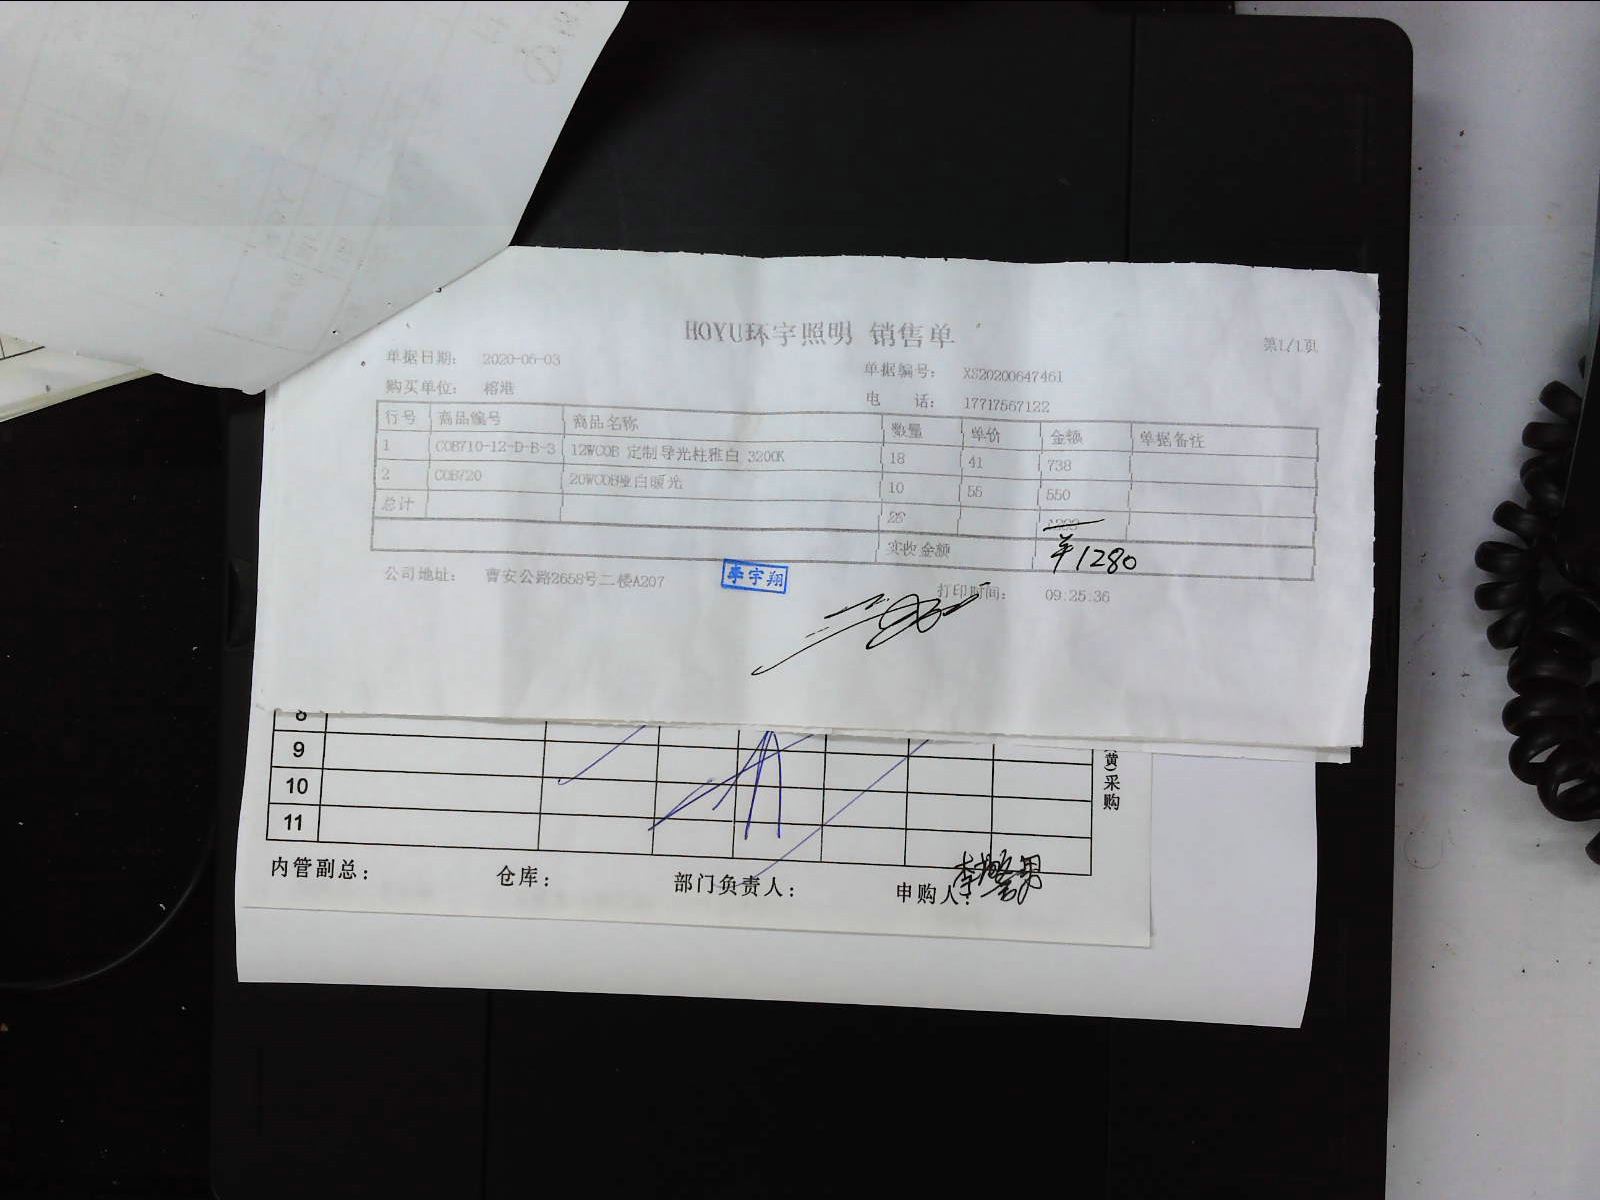 HOYU环宇照明 销售单
第1/1页
单据日期： 2020-06-03 单据编号： XS20200647461
购买单位： 榕港 电 话： 17717567122
行号 商品编号 商品名称 数量 单价 金额 单据备注
1 COB710-12-D-B-3 12WCOB 定制导光柱雅白 3200K 18 41 738
2 COB720 20WCOB哑白暖光 10 55 550
总计 28 1288
实收金额 ¥1280
公司地址： 曹安公路2658号二楼A207 李宇翔 打印时间： 09:25:36
8
9
10
11
(黄)采购
内管副总： 仓库： 部门负责人： 申购人：